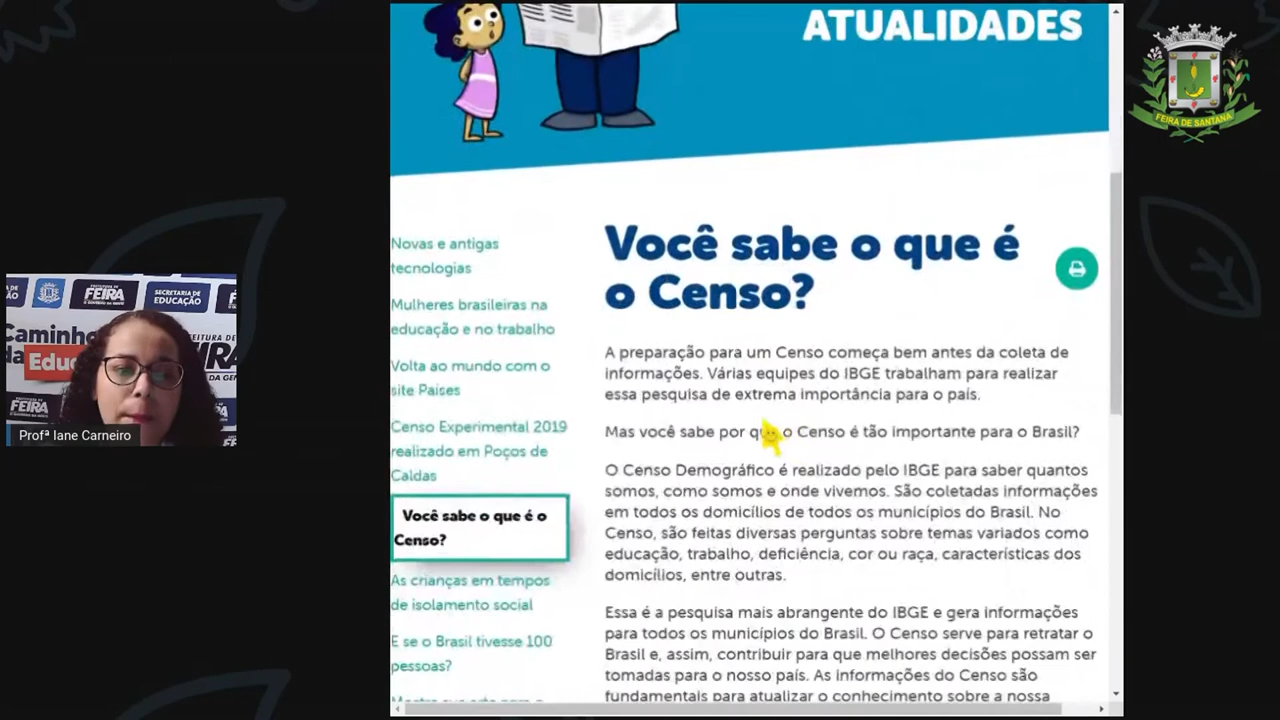 ATUALIDADES
FEIRA DE SANTANA
Novas e antigas
tecnologias
Mulheres brasileiras na
educação e no trabalho
Volta ao mundo com o
site Países
Censo Experimental 2019
realizado em Poços de
Caldas
Você sabe o que é o
Censo?
As crianças em tempos
de isolamento social
E se o Brasil tivesse 100
pessoas?
Você sabe o que é
o Censo?
A preparação para um Censo começa bem antes da coleta de
informações. Várias equipes do IBGE trabalham para realizar
essa pesquisa de extrema importância para o país.
Mas você sabe por que o Censo é tão importante para o Brasil?
O Censo Demográfico é realizado pelo IBGE para saber quantos
somos, como somos e onde vivemos. São coletadas informações
em todos os domicílios de todos os municípios do Brasil. No
Censo, são feitas diversas perguntas sobre temas variados como
educação, trabalho, deficiência, cor ou raça, características dos
domicílios, entre outras.
Essa é a pesquisa mais abrangente do IBGE e gera informações
para todos os municípios do Brasil. O Censo serve para retratar o
Brasil e, assim, contribuir para que melhores decisões possam ser
tomadas para o nosso país. As informações do Censo são
fundamentais para atualizar o conhecimento sobre a nossa
FEIRA
SECRETARIA DE
EDUCAÇÃO
Caminho
da
Educ
FEIRA
Profª Iane Carneiro